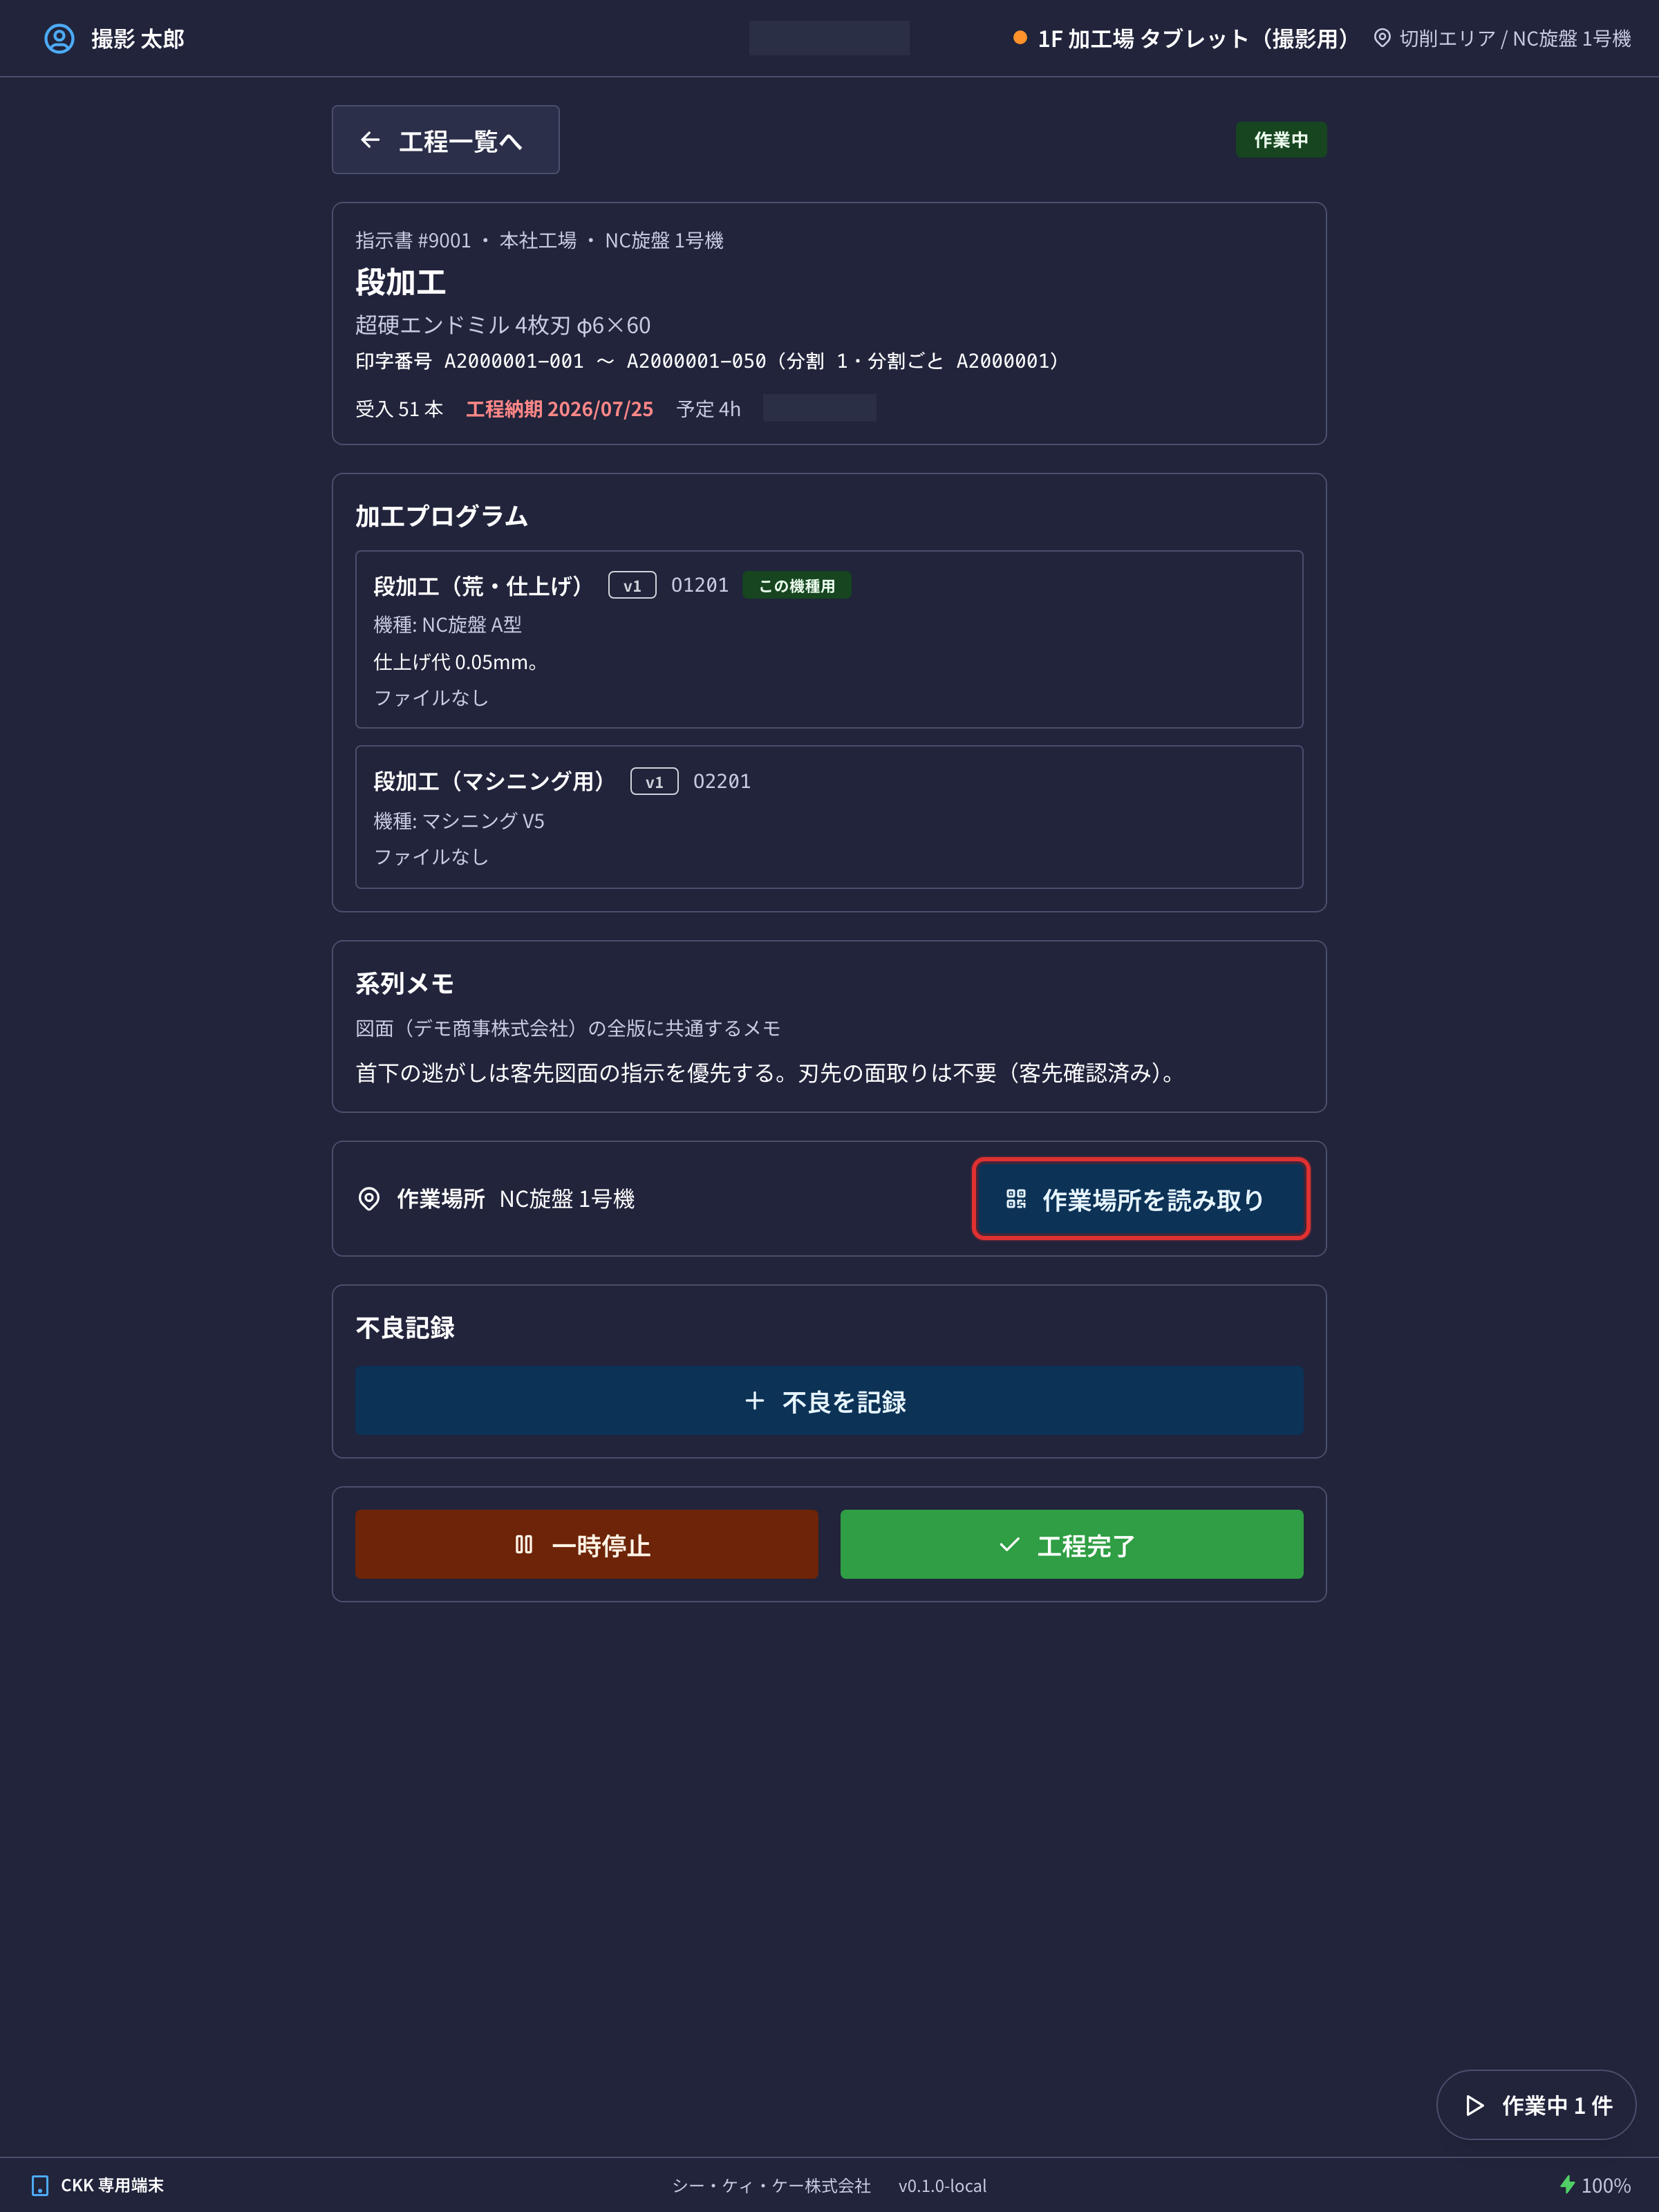 撮影 太郎
1F 加工場 タブレット（撮影用） 切削エリア / NC旋盤 1号機
工程一覧へ
作業中
指示書 #9001 ・ 本社工場 ・ NC旋盤 1号機
段加工
超硬エンドミル 4枚刃 φ6×60
印字番号 A2000001-001 〜 A2000001-050（分割 1・分割ごと A2000001）
受入 51 本 工程納期 2026/07/25 予定 4h
加工プログラム
段加工（荒・仕上げ） v1 O1201 この機種用
機種: NC旋盤 A型
仕上げ代 0.05mm。
ファイルなし
段加工（マシニング用） v1 O2201
機種: マシニング V5
ファイルなし
系列メモ
図面（デモ商事株式会社）の全版に共通するメモ
首下の逃がしは客先図面の指示を優先する。刃先の面取りは不要（客先確認済み）。
作業場所 NC旋盤 1号機
作業場所を読み取り
不良記録
不良を記録
一時停止
工程完了
作業中 1 件
CKK 専用端末
シー・ケィ・ケー株式会社 v0.1.0-local
100%